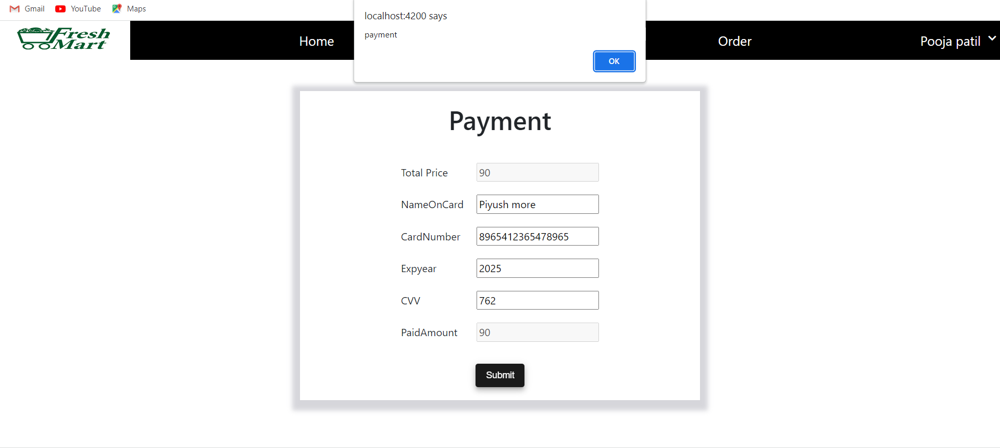 Gmail YouTube Maps
localhost:4200 says
payment
OK
Fresh
Mart
Home Order Pooja patil
Payment
Total Price 90
NameOnCard Piyush more
CardNumber 8965412365478965
Expyear 2025
CVV 762
PaidAmount 90
Submit